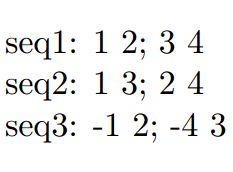 seq1: 1 2; 3 4
seq2: 1 3; 2 4
seq3: -1 2; -4 3